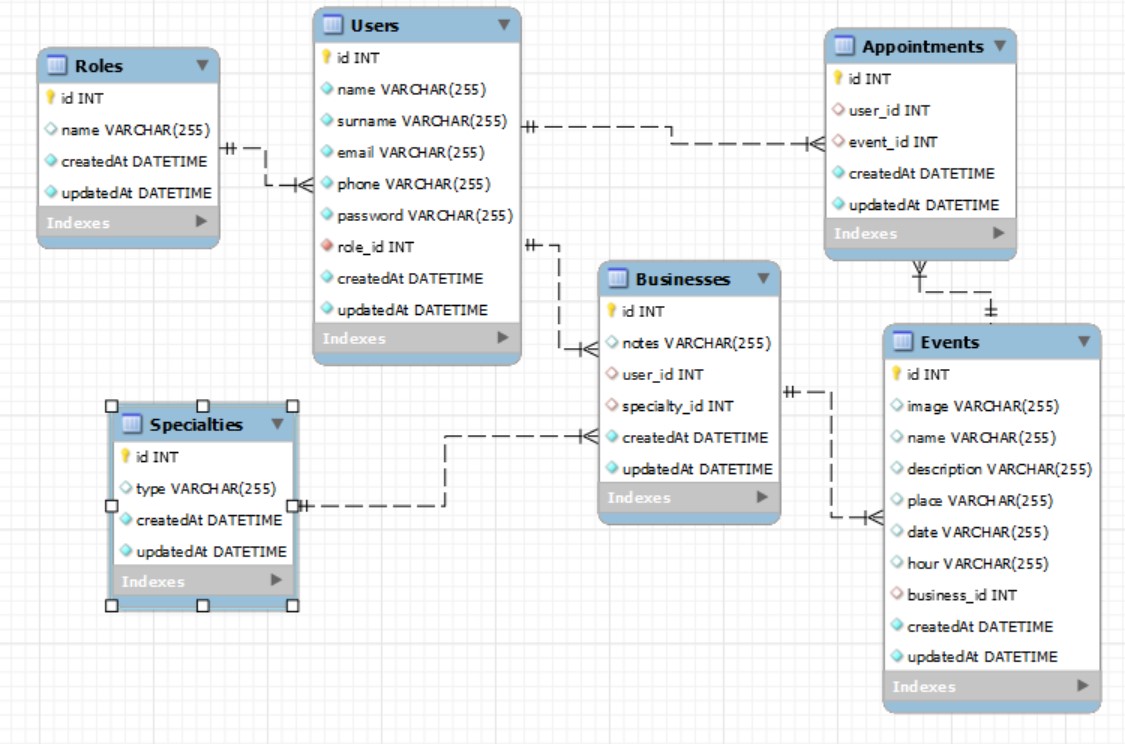 Roles
id INT
name VARCHAR(255)
createdAt DATETIME
updatedAt DATETIME
Indexes
Users
id INT
name VARCHAR(255)
surname VARCHAR(255)
email VARCHAR(255)
phone VARCHAR(255)
password VARCHAR(255)
role_id INT
createdAt DATETIME
updatedAt DATETIME
Indexes
Appointments
id INT
user_id INT
event_id INT
createdAt DATETIME
updatedAt DATETIME
Indexes
Businesses
id INT
notes VARCHAR(255)
user_id INT
specialty_id INT
createdAt DATETIME
updatedAt DATETIME
Indexes
Events
id INT
image VARCHAR(255)
name VARCHAR(255)
description VARCHAR(255)
place VARCHAR(255)
date VARCHAR(255)
hour VARCHAR(255)
business_id INT
createdAt DATETIME
updatedAt DATETIME
Indexes
Specialties
id INT
type VARCHAR(255)
createdAt DATETIME
updatedAt DATETIME
Indexes